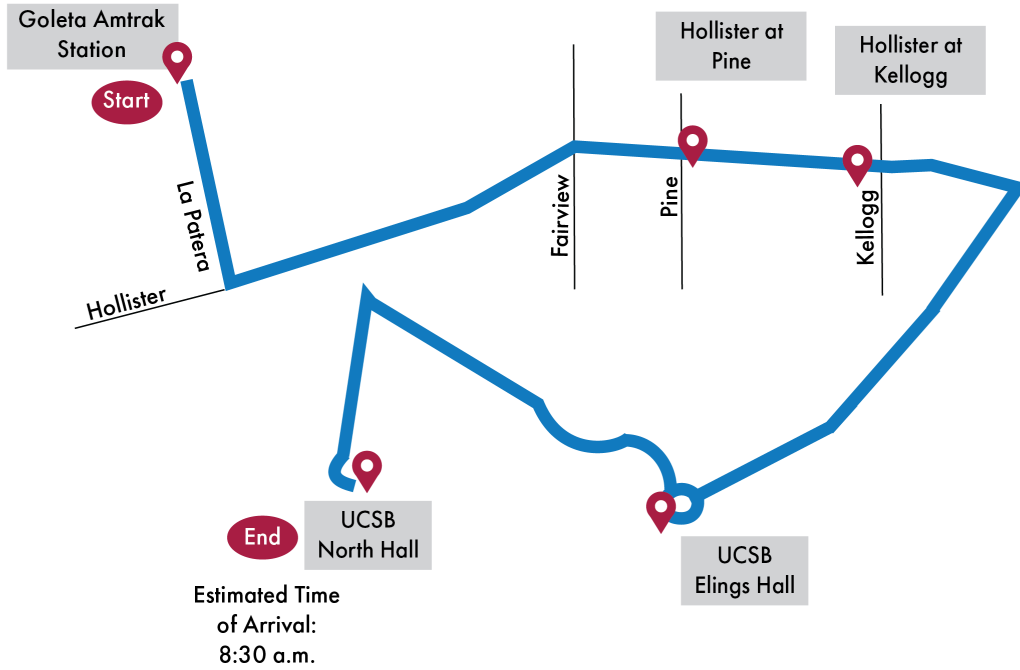 Goleta Amtrak
Station
Start
La Patera
Hollister
Fairview
Pine
Kellogg
Hollister at
Pine
Hollister at
Kellogg
End
UCSB
North Hall
Estimated Time
of Arrival:
8:30 a.m.
UCSB
Elings Hall